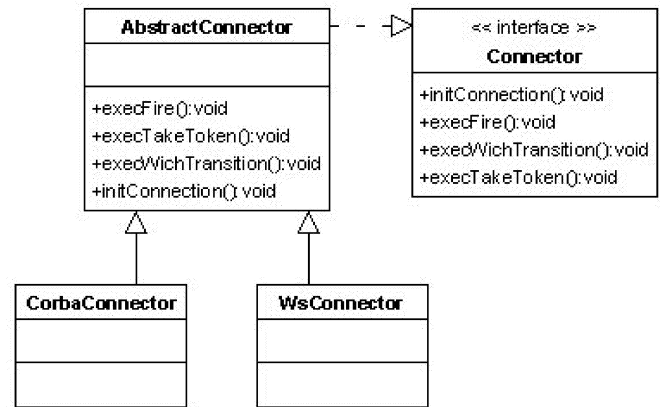 AbstractConnector
+execFire():void
+execTakeToken():void
+execWichTransition():void
+initConnection():void
<< interface >>
Connector
+initConnection():void
+execFire():void
+execWichTransition():void
+execTakeToken():void
CorbaConnector
WsConnector